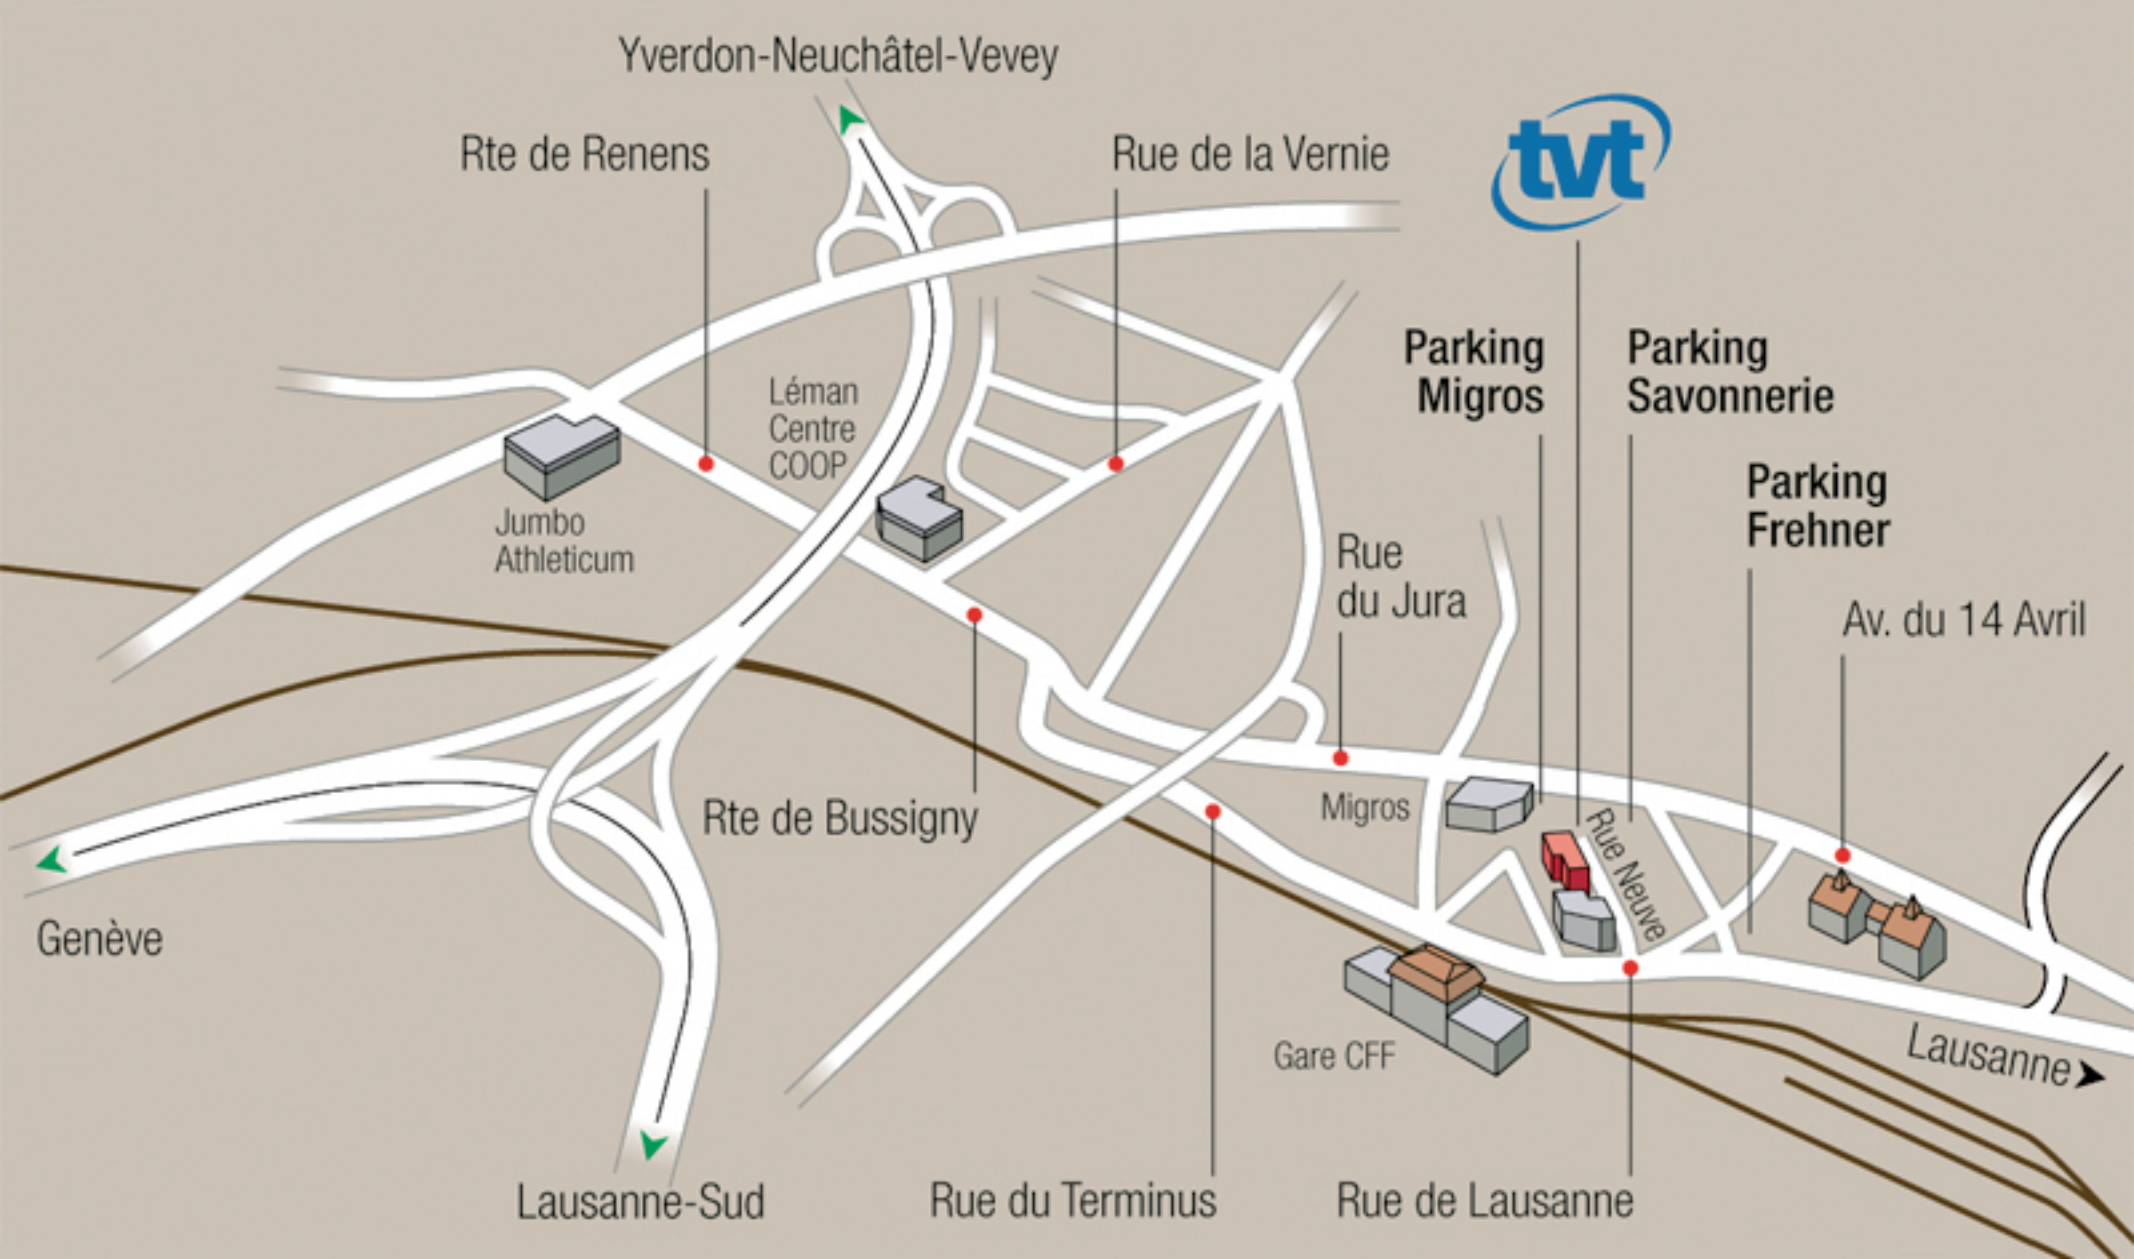 Yverdon-Neuchâtel-Vevey
Rte de Renens
Rue de la Vernie
tvt
Parking
Migros
Parking
Savonnerie
Léman
Centre
COOP
Parking
Frehner
Jumbo
Athleticum
Rue
du Jura
Av. du 14 Avril
Rte de Bussigny
Migros
Rue Neuve
Genève
Gare CFF
Lausanne
Lausanne-Sud
Rue du Terminus
Rue de Lausanne